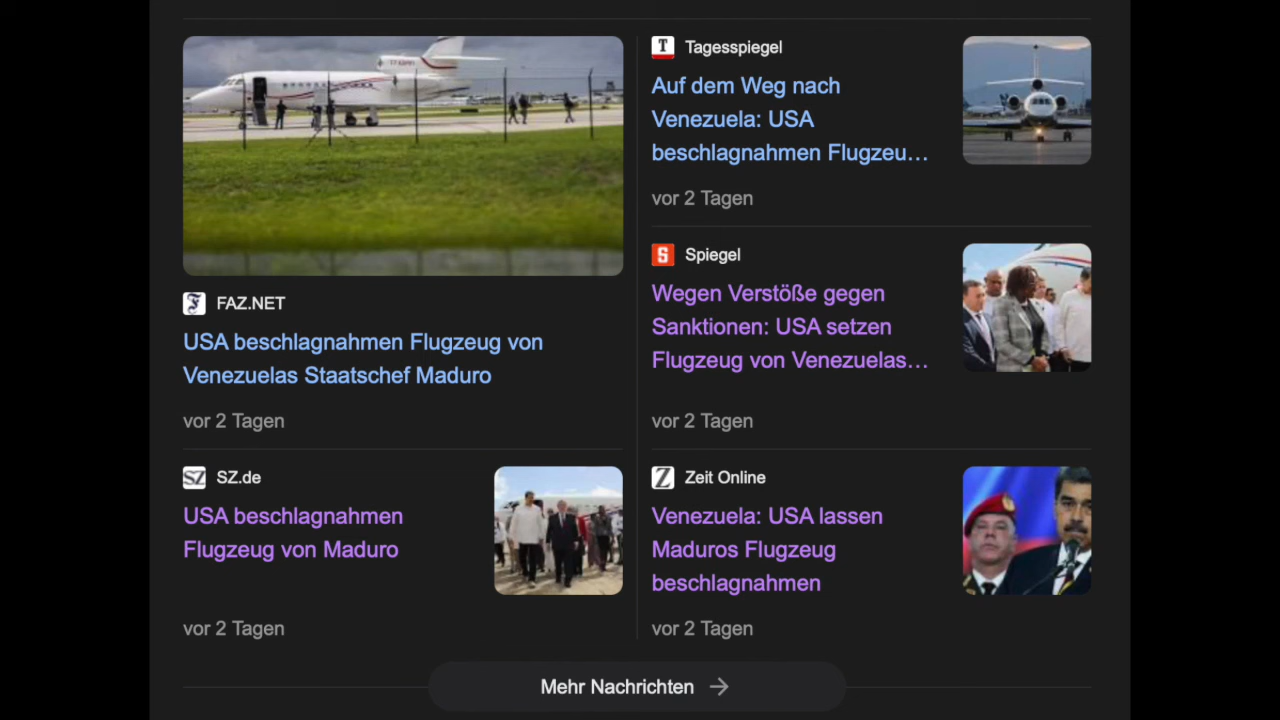 FAZ.NET
USA beschlagnahmen Flugzeug von
Venezuelas Staatschef Maduro
vor 2 Tagen
SZ.de
USA beschlagnahmen
Flugzeug von Maduro
vor 2 Tagen
Tagesspiegel
Auf dem Weg nach
Venezuela: USA
beschlagnahmen Flugzeu…
vor 2 Tagen
Spiegel
Wegen Verstöße gegen
Sanktionen: USA setzen
Flugzeug von Venezuelas…
vor 2 Tagen
Zeit Online
Venezuela: USA lassen
Maduros Flugzeug
beschlagnahmen
vor 2 Tagen
Mehr Nachrichten